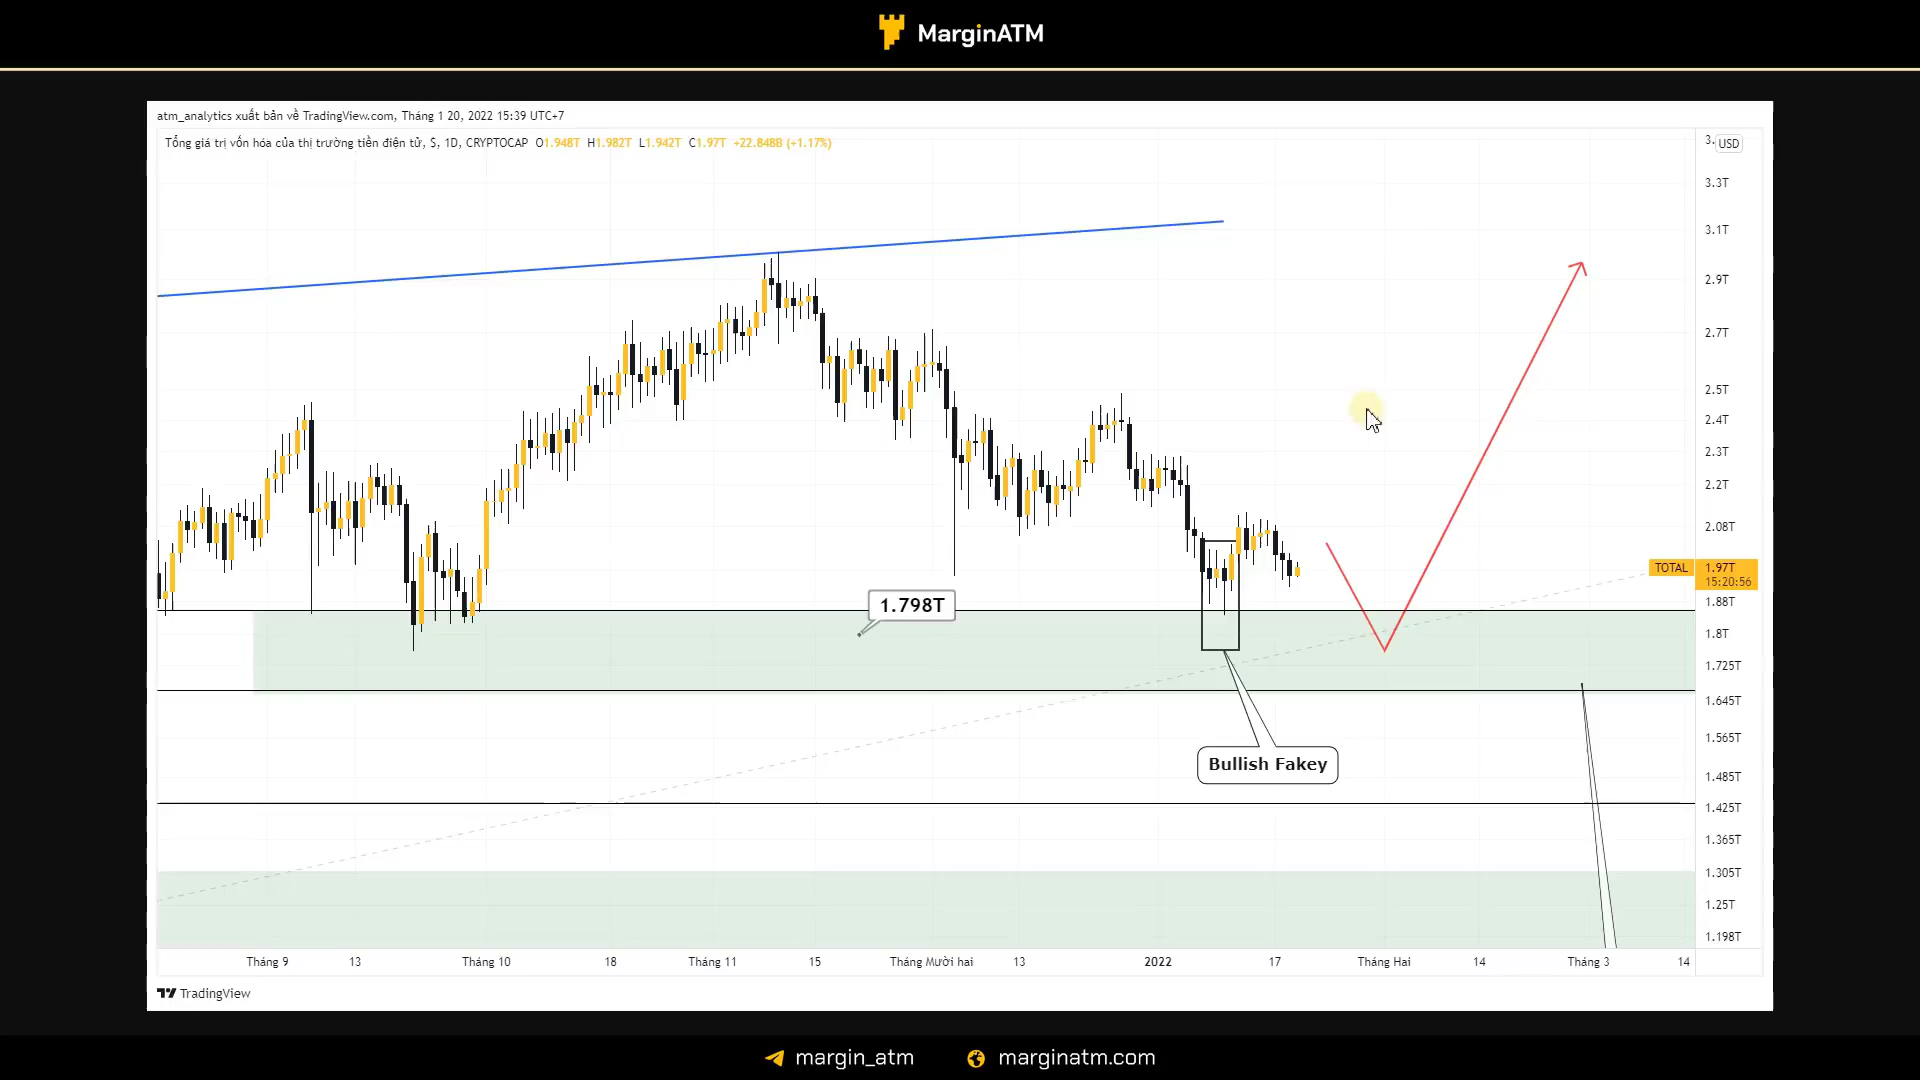 MarginATM
atm_analytics xuất bản về TradingView.com, Tháng 1 20, 2022 15:39 UTC+7
Tổng giá trị vốn hóa của thị trường tiền điện tử, $, 1D, CRYPTOCAP O1.948T H1.982T L1.942T C1.97T +22.848B (+1.17%)
USD
3.3T
3.1T
2.9T
2.7T
2.5T
2.4T
2.3T
2.2T
2.08T
TOTAL 1.97T
15:20:56
1.88T
1.798T
1.8T
1.725T
1.645T
1.565T
Bullish Fakey
1.485T
1.425T
1.365T
1.305T
1.25T
1.198T
Tháng 9 13 Tháng 10 18 Tháng 11 15 Tháng Mười hai 13 2022 17 Tháng Hai 14 Tháng 3 14
TradingView
margin_atm marginatm.com